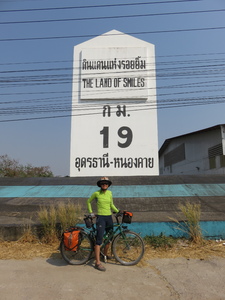 ดินแดนแห่งรอยยิ้ม
THE LAND OF SMILES
ก ม.
19
อุดรธานี-หนองคาย